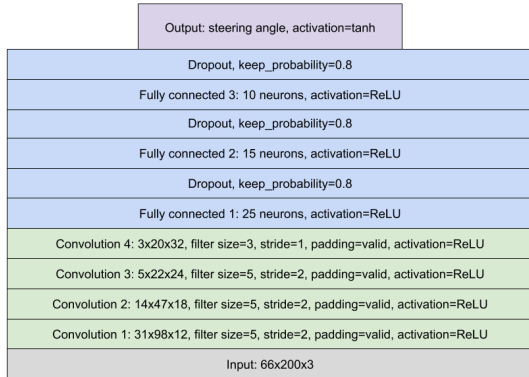 Output: steering angle, activation=tanh
Dropout, keep_probability=0.8
Fully connected 3: 10 neurons, activation=ReLU
Dropout, keep_probability=0.8
Fully connected 2: 15 neurons, activation=ReLU
Dropout, keep_probability=0.8
Fully connected 1: 25 neurons, activation=ReLU
Convolution 4: 3x20x32, filter size=3, stride=1, padding=valid, activation=ReLU
Convolution 3: 5x22x24, filter size=5, stride=2, padding=valid, activation=ReLU
Convolution 2: 14x47x18, filter size=5, stride=2, padding=valid, activation=ReLU
Convolution 1: 31x98x12, filter size=5, stride=2, padding=valid, activation=ReLU
Input: 66x200x3